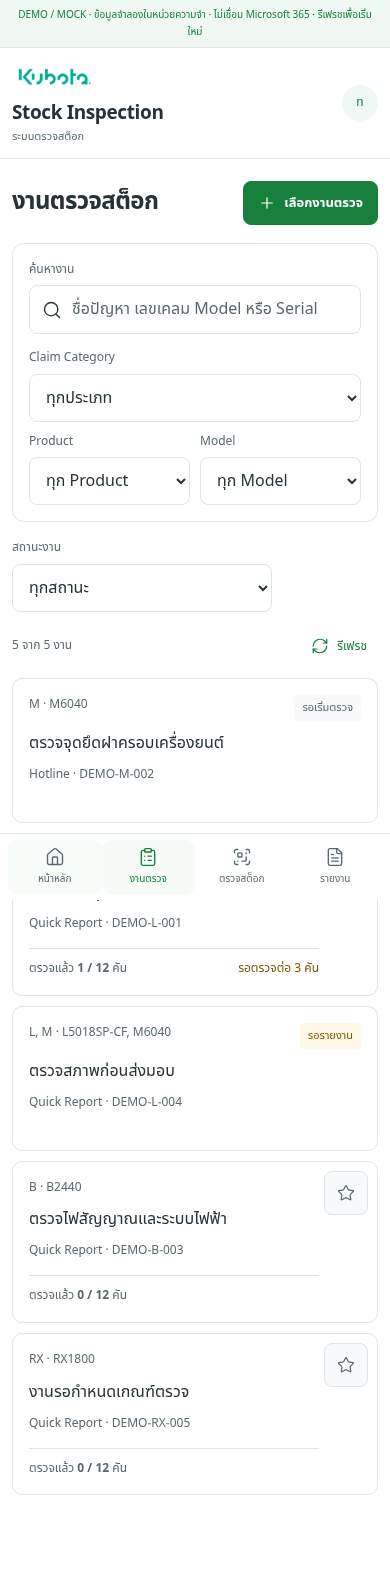 DEMO / MOCK · ข้อมูลจำลองในหน่วยความจำ · ไม่เชื่อม Microsoft 365 · รีเฟรชเพื่อเริ่ม
ใหม่
Kubota
Stock Inspection
ระบบตรวจสต็อก
ก
งานตรวจสต็อก
เลือกงานตรวจ
ค้นหางาน
ชื่อปัญหา เลขเคลม Model หรือ Serial
Claim Category
ทุกประเภท
Product
Model
ทุก Product
ทุก Model
สถานะงาน
ทุกสถานะ
5 จาก 5 งาน
รีเฟรช
M · M6040
รอเริ่มตรวจ
ตรวจจุดยึดฝาครอบเครื่องยนต์
Hotline · DEMO-M-002
หน้าหลัก
งานตรวจ
ตรวจสต็อก
รายงาน
Quick Report · DEMO-L-001
ตรวจแล้ว 1 / 12 คัน
รอตรวจต่อ 3 คัน
L, M · L5018SP-CF, M6040
รอรายงาน
ตรวจสภาพก่อนส่งมอบ
Quick Report · DEMO-L-004
B · B2440
ตรวจไฟสัญญาณและระบบไฟฟ้า
Quick Report · DEMO-B-003
ตรวจแล้ว 0 / 12 คัน
RX · RX1800
งานรอกำหนดเกณฑ์ตรวจ
Quick Report · DEMO-RX-005
ตรวจแล้ว 0 / 12 คัน